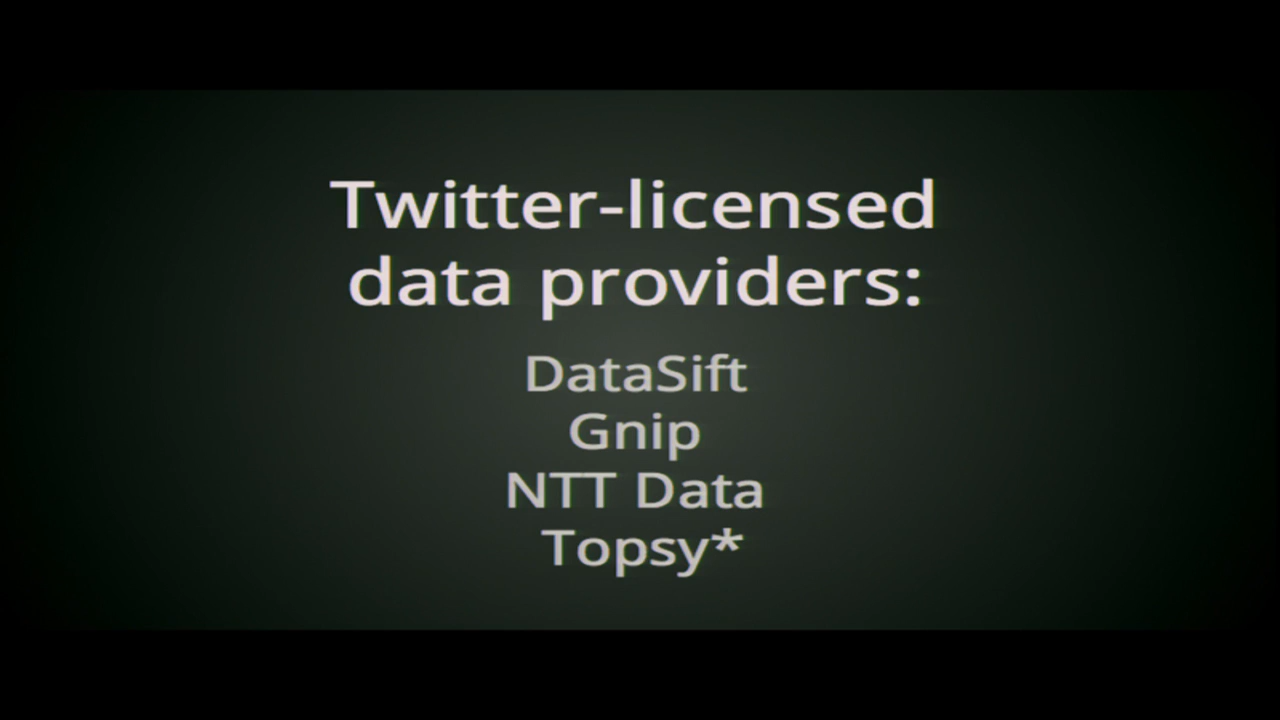 Twitter-licensed
data providers:
DataSift
Gnip
NTT Data
Topsy*